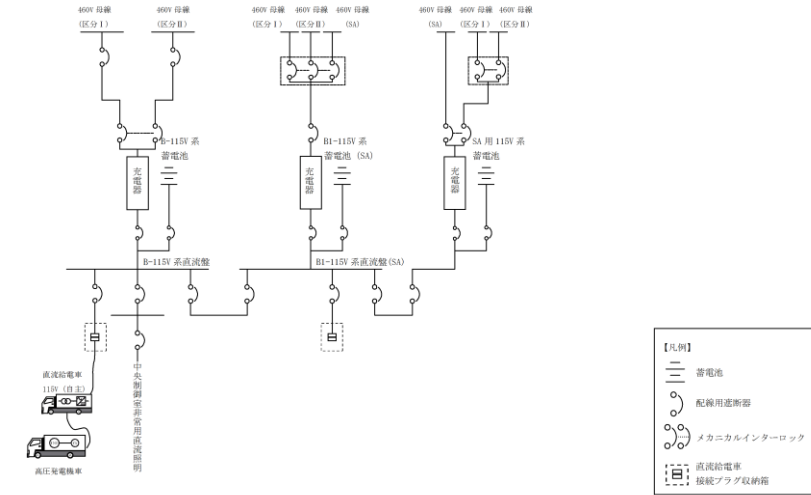 460V 母線 460V 母線 460V 母線 460V 母線 460V 母線 460V 母線 460V 母線 460V 母線
(区分Ⅰ) (区分Ⅱ) (区分Ⅰ) (区分Ⅱ) (SA) (SA) (区分Ⅰ) (区分Ⅱ)
B-115V 系
蓄電池
充電器
B1-115V 系
蓄電池 (SA)
充電器
SA 用 115V 系
蓄電池
充電器
B-115V 系直流盤
B1-115V 系直流盤(SA)
直流給電車
115V (自主)
高圧発電機車
中央制御室非常用直流照明
【凡例】
蓄電池
配線用遮断器
メカニカルインターロック
直流給電車
接続プラグ収納箱